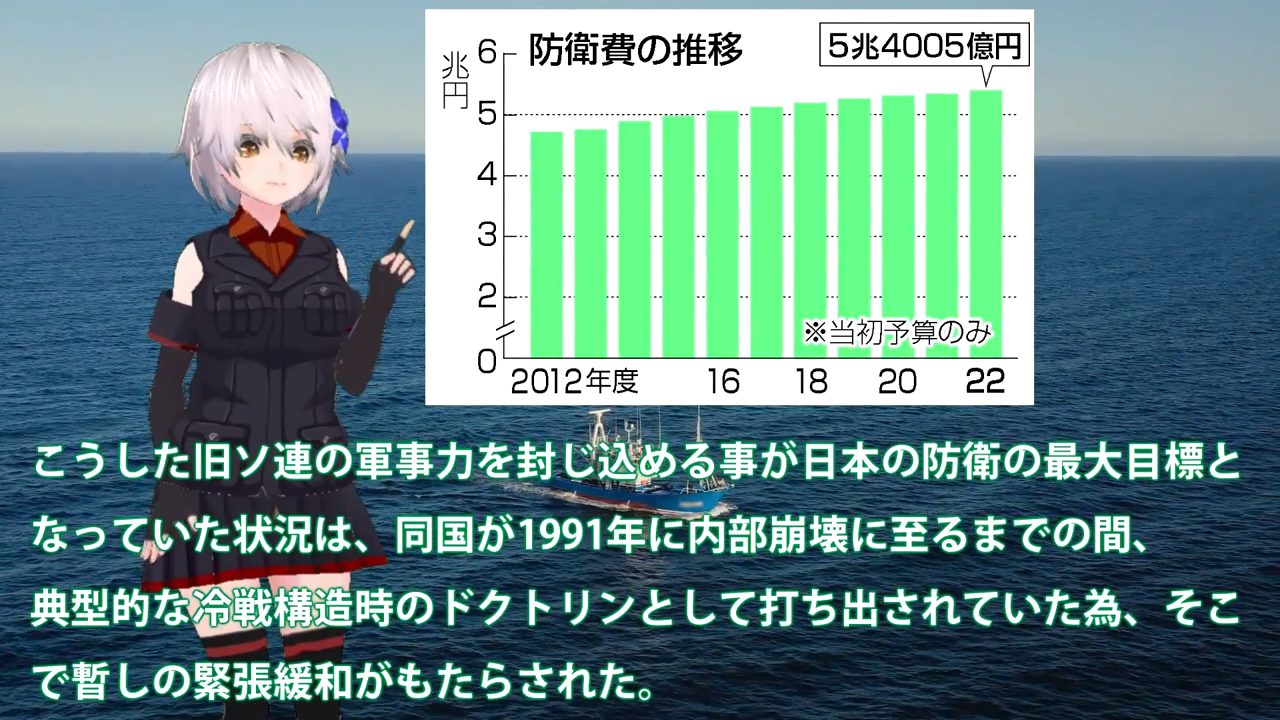 防衛費の推移
5兆4005億円
兆円
6
5
4
3
2
0
※当初予算のみ
2012年度 16 18 20 22
こうした旧ソ連の軍事力を封じ込める事が日本の防衛の最大目標と
なっていた状況は、同国が1991年に内部崩壊に至るまでの間、
典型的な冷戦構造時のドクトリンとして打ち出されていた為、そこ
で暫しの緊張緩和がもたらされた。